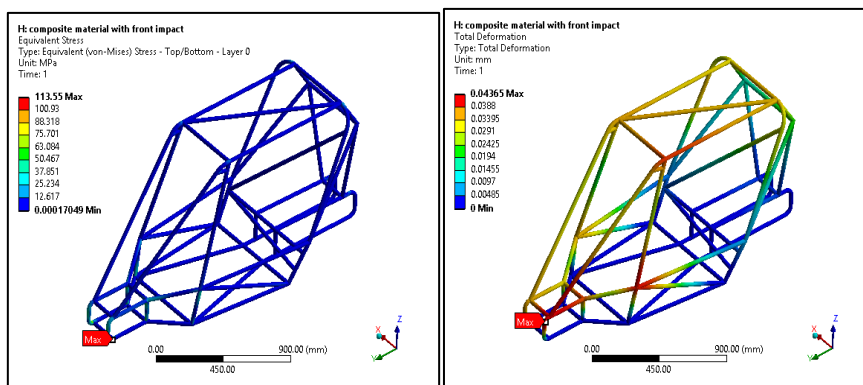 H: composite material with front impact
Equivalent Stress
Type: Equivalent (von-Mises) Stress - Top/Bottom - Layer 0
Unit: MPa
Time: 1
113.55 Max
100.93
88.318
75.701
63.084
50.467
37.851
25.234
12.617
0.00017049 Min
Max
0.00
900.00 (mm)
450.00
X
Y
Z
H: composite material with front impact
Total Deformation
Type: Total Deformation
Unit: mm
Time: 1
0.04365 Max
0.0388
0.03395
0.0291
0.02425
0.0194
0.01455
0.0097
0.00485
0 Min
Max
0.00
900.00 (mm)
450.00
X
Y
Z